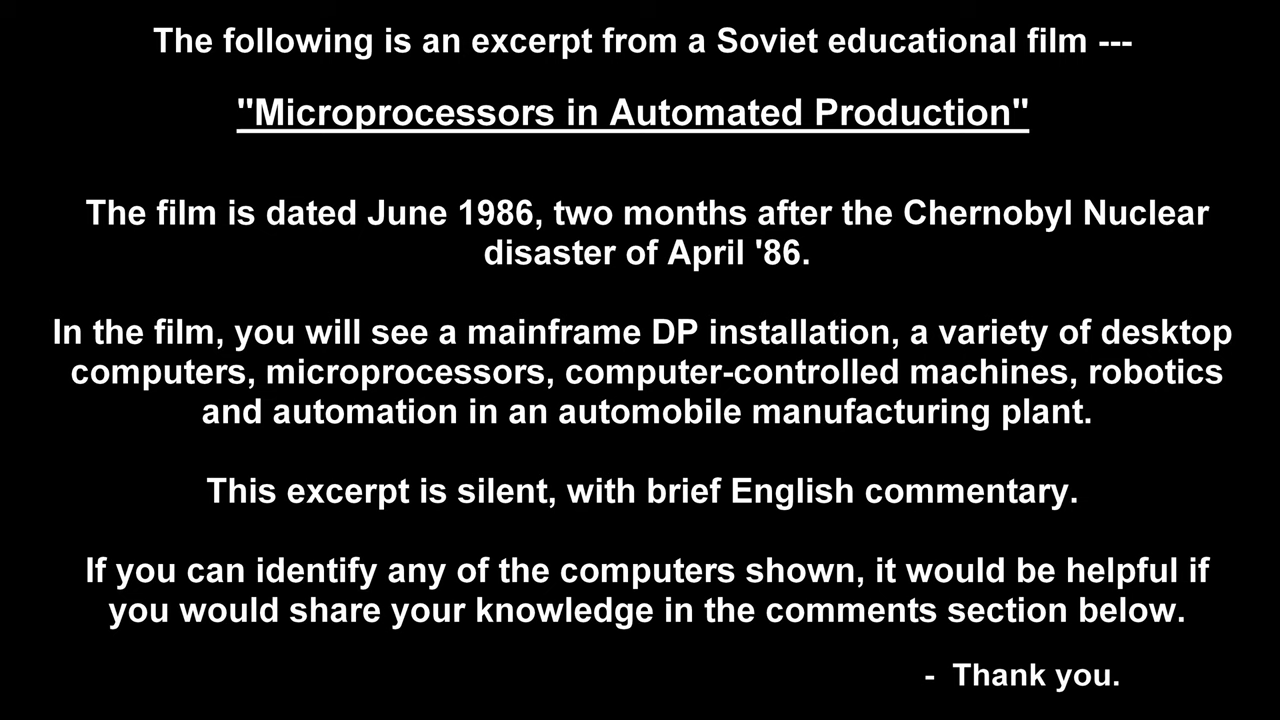 The following is an excerpt from a Soviet educational film ---
"Microprocessors in Automated Production"
The film is dated June 1986, two months after the Chernobyl Nuclear
disaster of April '86.
In the film, you will see a mainframe DP installation, a variety of desktop
computers, microprocessors, computer-controlled machines, robotics
and automation in an automobile manufacturing plant.
This excerpt is silent, with brief English commentary.
If you can identify any of the computers shown, it would be helpful if
you would share your knowledge in the comments section below.
- Thank you.